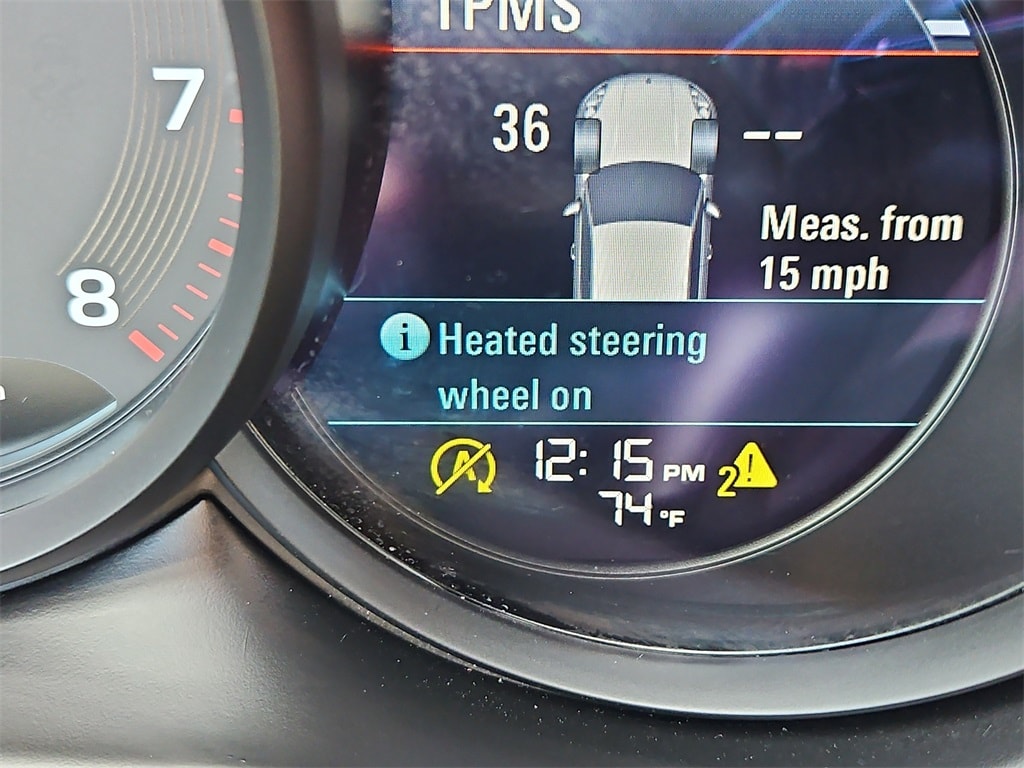 TPMS
7
36
--
Meas. from
15 mph
8
i Heated steering
wheel on
A 12:15 PM 2!
74 °F